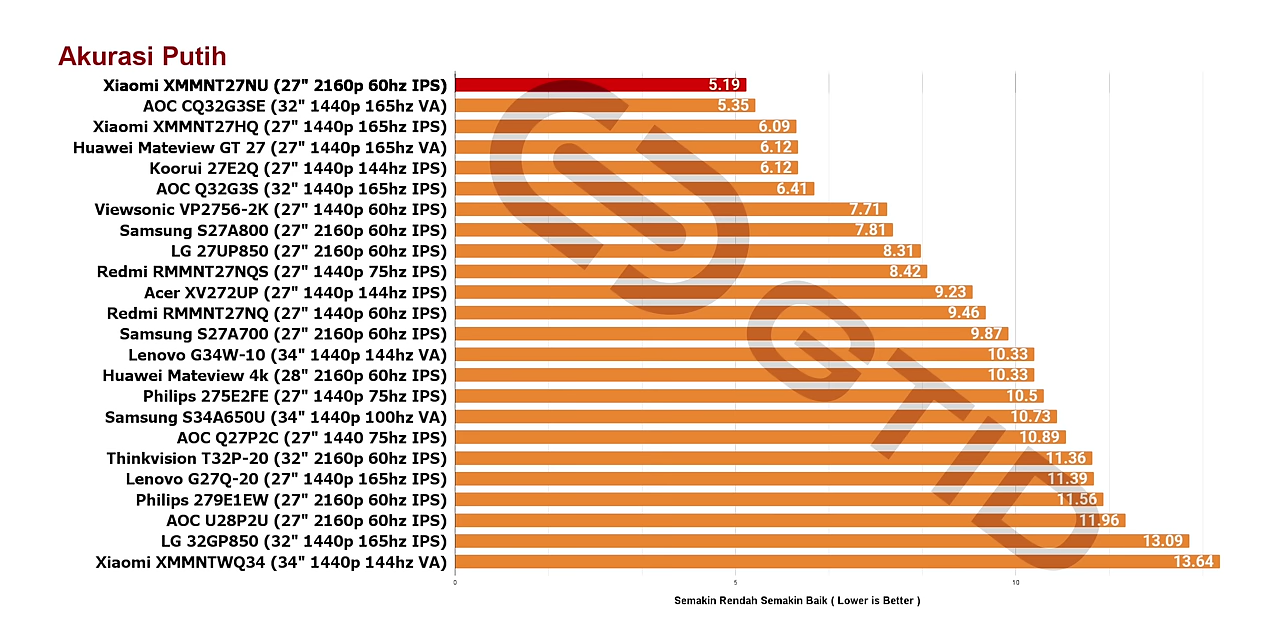 Akurasi Putih
Xiaomi XMMNT27NU (27" 2160p 60hz IPS) 5.19
AOC CQ32G3SE (32" 1440p 165hz VA) 5.35
Xiaomi XMMNT27HQ (27" 1440p 165hz IPS) 6.09
Huawei Mateview GT 27 (27" 1440p 165hz VA) 6.12
Koorui 27E2Q (27" 1440p 144hz IPS) 6.12
AOC Q32G3S (32" 1440p 165hz IPS) 6.41
Viewsonic VP2756-2K (27" 1440p 60hz IPS) 7.71
Samsung S27A800 (27" 2160p 60hz IPS) 7.81
LG 27UP850 (27" 2160p 60hz IPS) 8.31
Redmi RMMNT27NQS (27" 1440p 75hz IPS) 8.42
Acer XV272UP (27" 1440p 144hz IPS) 9.23
Redmi RMMNT27NQ (27" 1440p 60hz IPS) 9.46
Samsung S27A700 (27" 2160p 60hz IPS) 9.87
Lenovo G34W-10 (34" 1440p 144hz VA) 10.33
Huawei Mateview 4k (28" 2160p 60hz IPS) 10.33
Philips 275E2FE (27" 1440p 75hz IPS) 10.5
Samsung S34A650U (34" 1440p 100hz VA) 10.73
AOC Q27P2C (27" 1440 75hz IPS) 10.89
Thinkvision T32P-20 (32" 2160p 60hz IPS) 11.36
Lenovo G27Q-20 (27" 1440p 165hz IPS) 11.39
Philips 279E1EW (27" 2160p 60hz IPS) 11.56
AOC U28P2U (27" 2160p 60hz IPS) 11.96
LG 32GP850 (32" 1440p 165hz IPS) 13.09
Xiaomi XMMNTWQ34 (34" 1440p 144hz VA) 13.64
0 5 10
Semakin Rendah Semakin Baik ( Lower is Better )
GTID